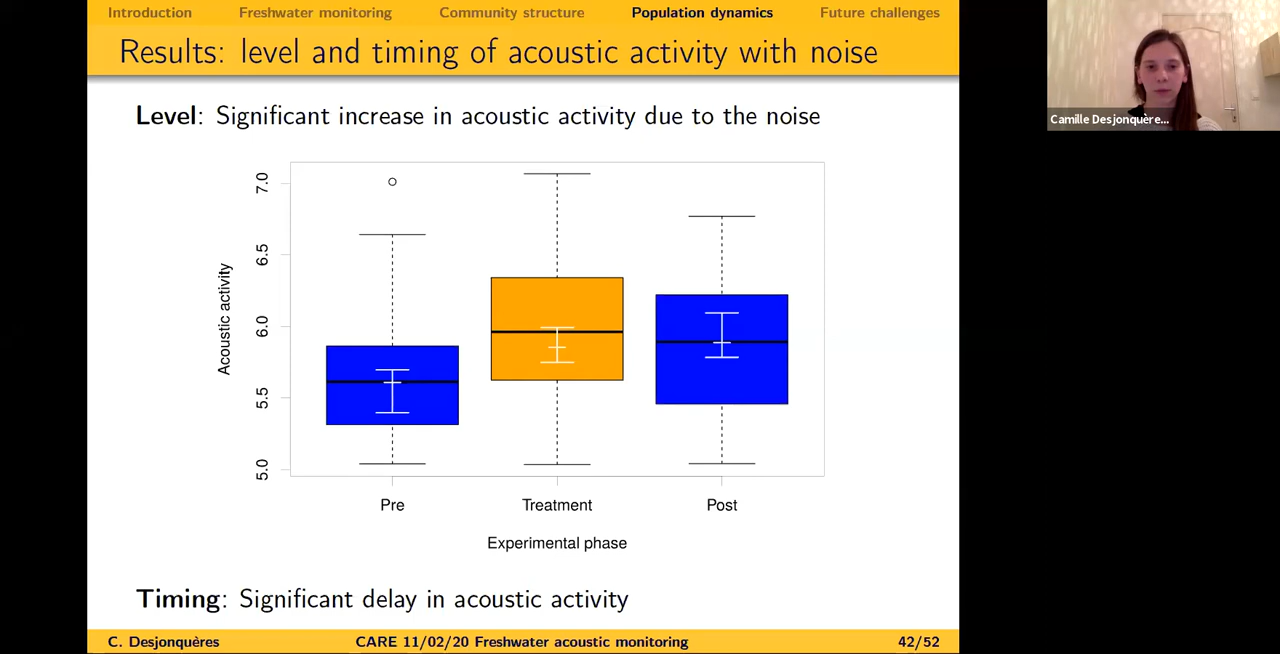 Introduction Freshwater monitoring Community structure Population dynamics Future challenges
Results: level and timing of acoustic activity with noise
Level: Significant increase in acoustic activity due to the noise
7.0
6.5
6.0
5.5
5.0
Acoustic activity
Pre Treatment Post
Experimental phase
Timing: Significant delay in acoustic activity
C. Desjonquères CARE 11/02/20 Freshwater acoustic monitoring 42/52
Camille Desjonquère...